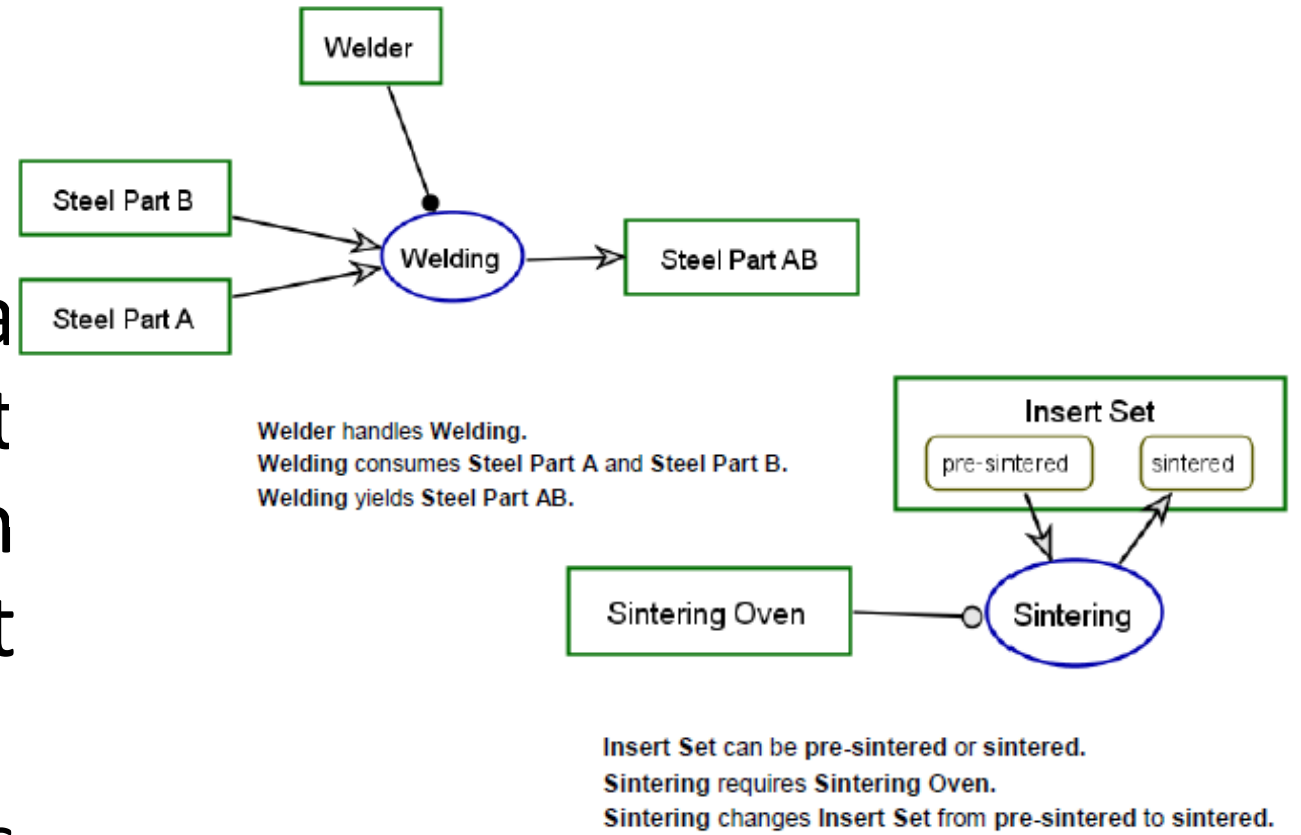 Welder
Steel Part B
Welding
Steel Part AB
Steel Part A
Welder handles Welding.
Welding consumes Steel Part A and Steel Part B.
Welding yields Steel Part AB.
Insert Set
pre-sintered
sintered
Sintering Oven
Sintering
Insert Set can be pre-sintered or sintered.
Sintering requires Sintering Oven.
Sintering changes Insert Set from pre-sintered to sintered.